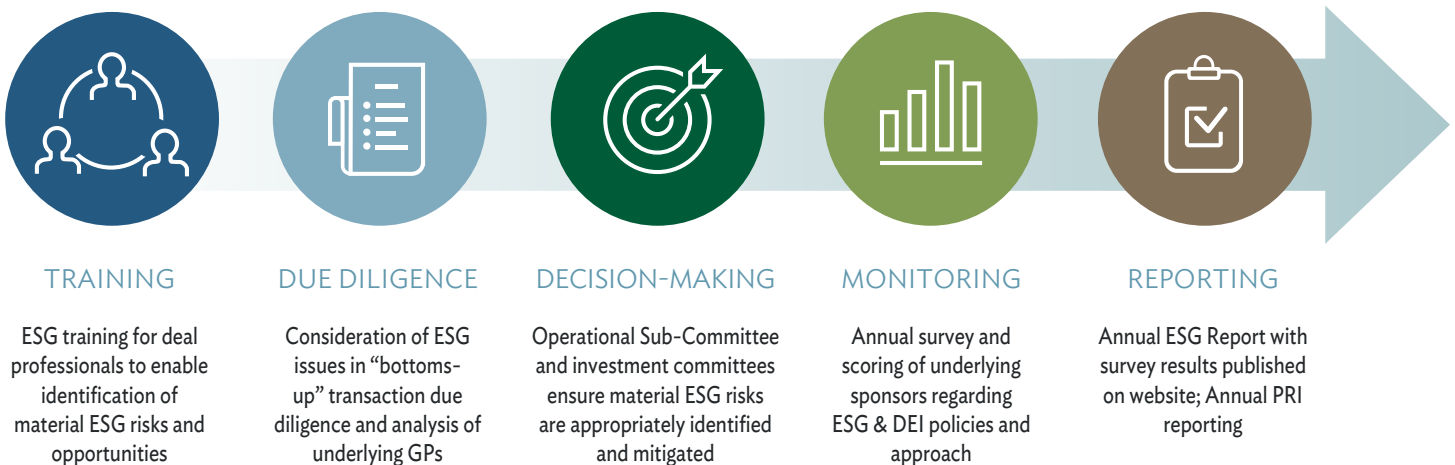 TRAINING
ESG training for deal
professionals to enable
identification of
material ESG risks and
opportunities
DUE DILIGENCE
Consideration of ESG
issues in “bottoms-
up” transaction due
diligence and analysis of
underlying GPs
DECISION-MAKING
Operational Sub-Committee
and investment committees
ensure material ESG risks
are appropriately identified
and mitigated
MONITORING
Annual survey and
scoring of underlying
sponsors regarding
ESG & DEI policies and
approach
REPORTING
Annual ESG Report with
survey results published
on website; Annual PRI
reporting